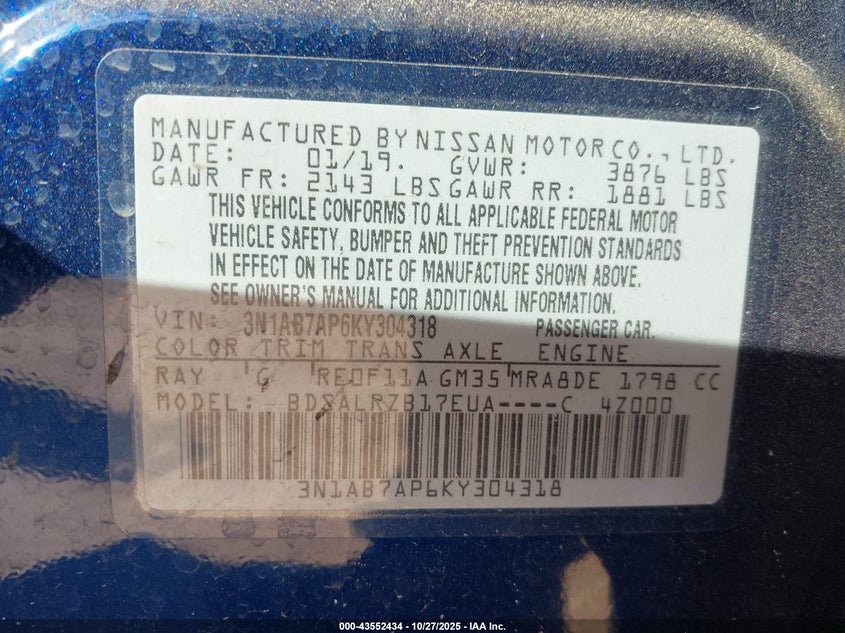 MANUFACTURED BY NISSAN MOTOR CO., LTD.
DATE: 01/19. GVWR: 3876 LBS
GAWR FR: 2143 LBS GAWR RR: 1881 LBS
THIS VEHICLE CONFORMS TO ALL APPLICABLE FEDERAL MOTOR
VEHICLE SAFETY, BUMPER AND THEFT PREVENTION STANDARDS
IN EFFECT ON THE DATE OF MANUFACTURE SHOWN ABOVE.
SEE OWNER'S MANUAL FOR ADDITIONAL INFORMATION.
VIN: 3N1AB7AP6KY304318 PASSENGER CAR.
COLOR TRIM TRANS AXLE ENGINE
RAY 'G' RE0F11A GM35 'MRA8DE 1798 CC
MODEL: BDSALRZB17EUA----C 4Z000
3N1AB7AP6KY304318
000-43552434 - 10/27/2025 - IAA Inc.